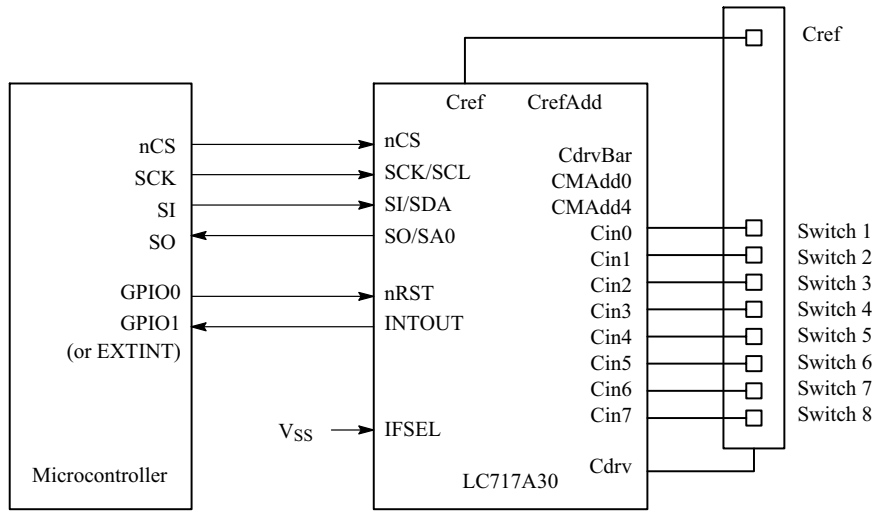 Cref
Cref CrefAdd
nCS
SCK
SI
SO
GPIO0
GPIO1
(or EXTINT)
Microcontroller
nCS
SCK/SCL
SI/SDA
SO/SA0
nRST
INTOUT
VSS
IFSEL
CdrvBar
CMAdd0
CMAdd4
Cin0
Cin1
Cin2
Cin3
Cin4
Cin5
Cin6
Cin7
Cdrv
LC717A30
Switch 1
Switch 2
Switch 3
Switch 4
Switch 5
Switch 6
Switch 7
Switch 8